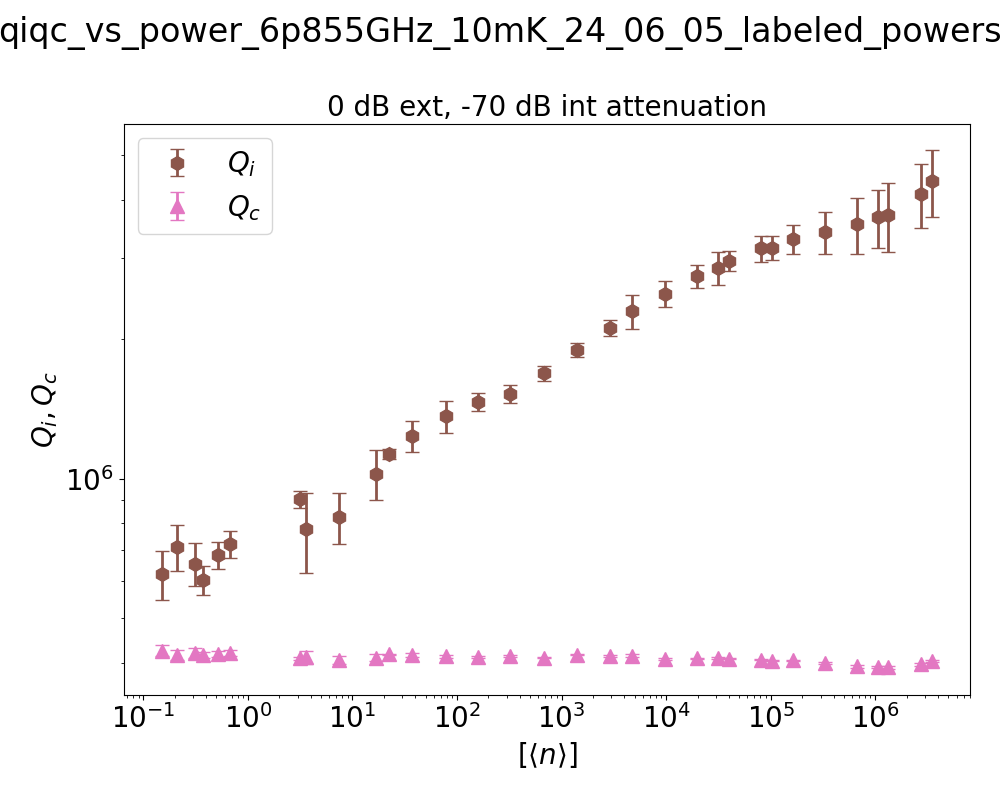 qiqc_vs_power_6p855GHz_10mK_24_06_05_labeled_powers
0 dB ext, -70 dB int attenuation
Q_i
Q_c
Q_i, Q_c
10^6
10^{-1} 10^0 10^1 10^2 10^3 10^4 10^5 10^6
[⟨n⟩]